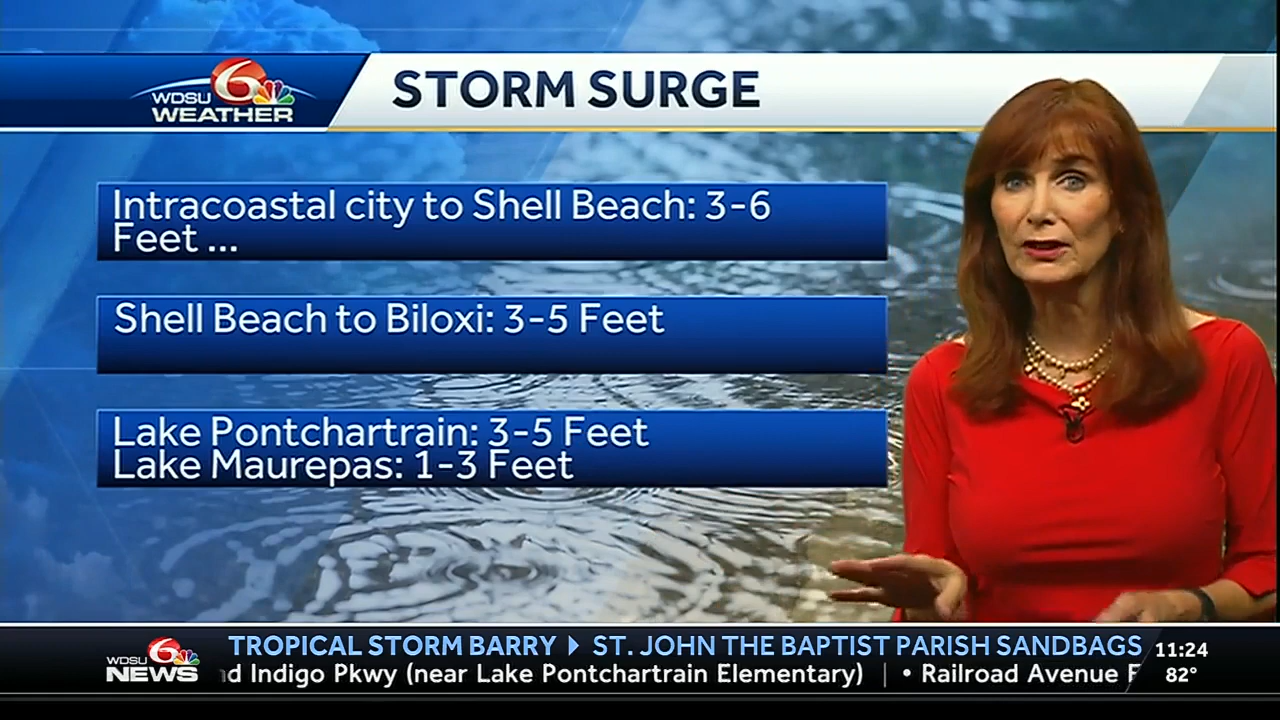 WDSU 6
WEATHER
STORM SURGE
Intracoastal city to Shell Beach: 3-6
Feet ...
Shell Beach to Biloxi: 3-5 Feet
Lake Pontchartrain: 3-5 Feet
Lake Maurepas: 1-3 Feet
WDSU 6
NEWS
TROPICAL STORM BARRY ST. JOHN THE BAPTIST PARISH SANDBAGS
Indigo Pkwy (near Lake Pontchartrain Elementary) | • Railroad Avenue
11:24
82°